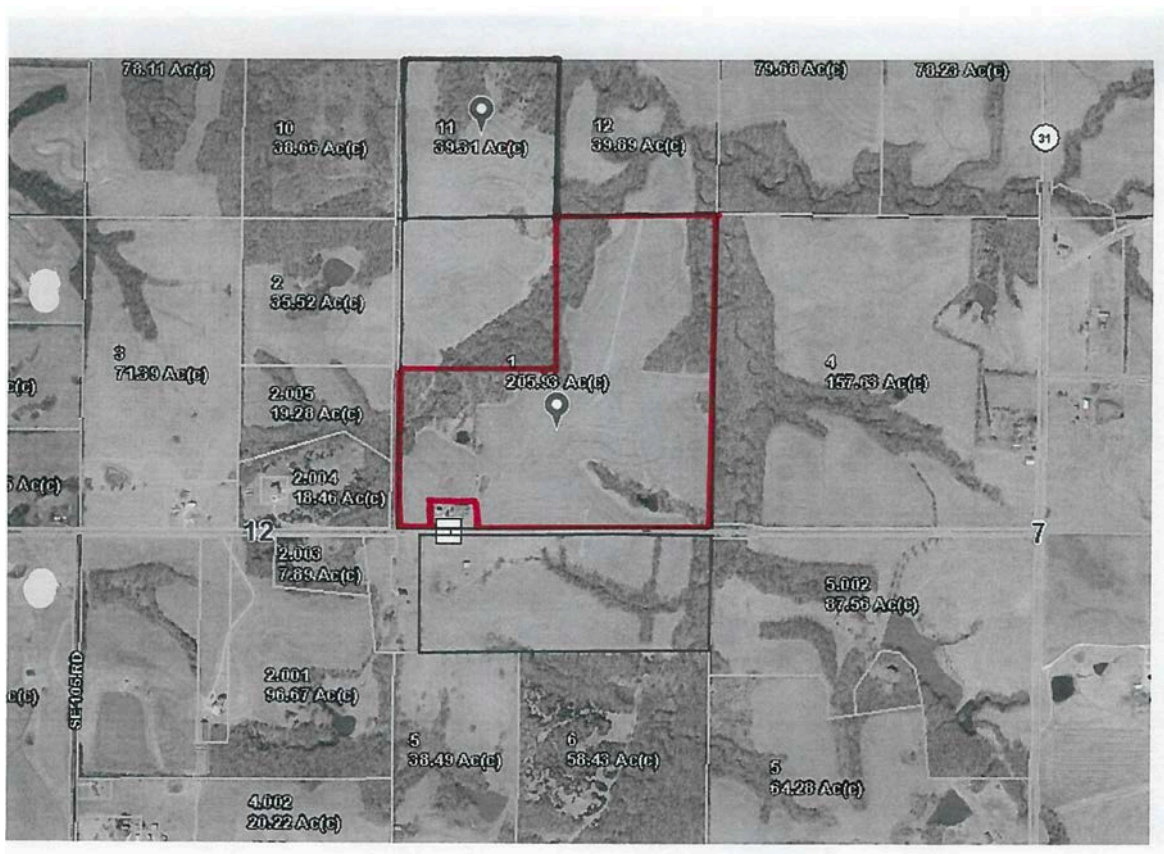 78.11 Ac(c)
79.68 Ac(c)
78.23 Ac(c)
10
38.66 Ac(c)
11
39.31 Ac(c)
12
39.89 Ac(c)
31
2
35.52 Ac(c)
3
71.39 Ac(c)
1
205.93 Ac(c)
4
157.63 Ac(c)
c(c)
2.005
19.28 Ac(c)
5 Ac(c)
2.004
18.46 Ac(c)
12
7
2.003
7.89 Ac(c)
5.002
87.56 Ac(c)
SE 105 RD
c(c)
2.001
96.67 Ac(c)
5
38.49 Ac(c)
6
58.43 Ac(c)
5
64.28 Ac(c)
4.002
20.22 Ac(c)